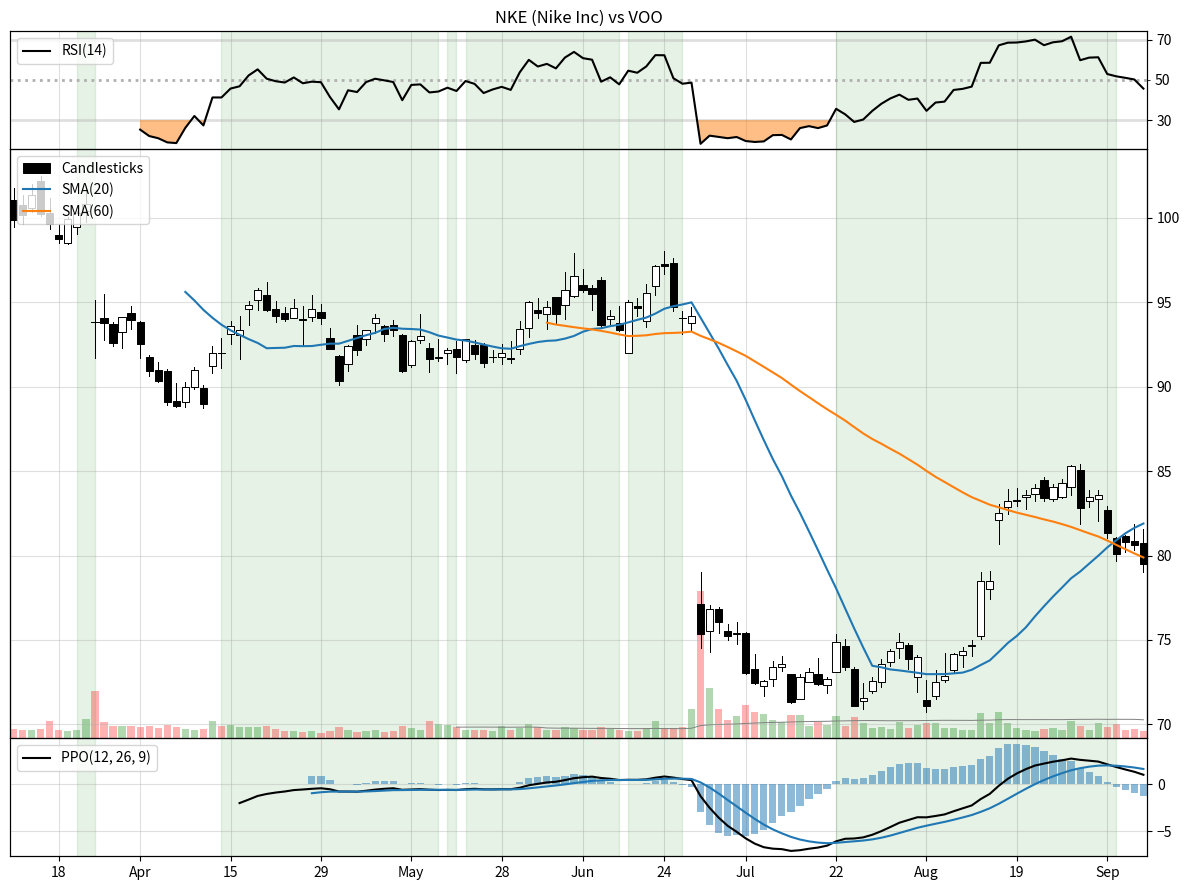 NKE (Nike Inc) vs VOO
RSI(14)
70
50
30
Candlesticks
SMA(20)
SMA(60)
100
95
90
85
80
75
70
PPO(12, 26, 9)
0
−5
18 Apr 15 29 May 28 Jun 24 Jul 22 Aug 19 Sep